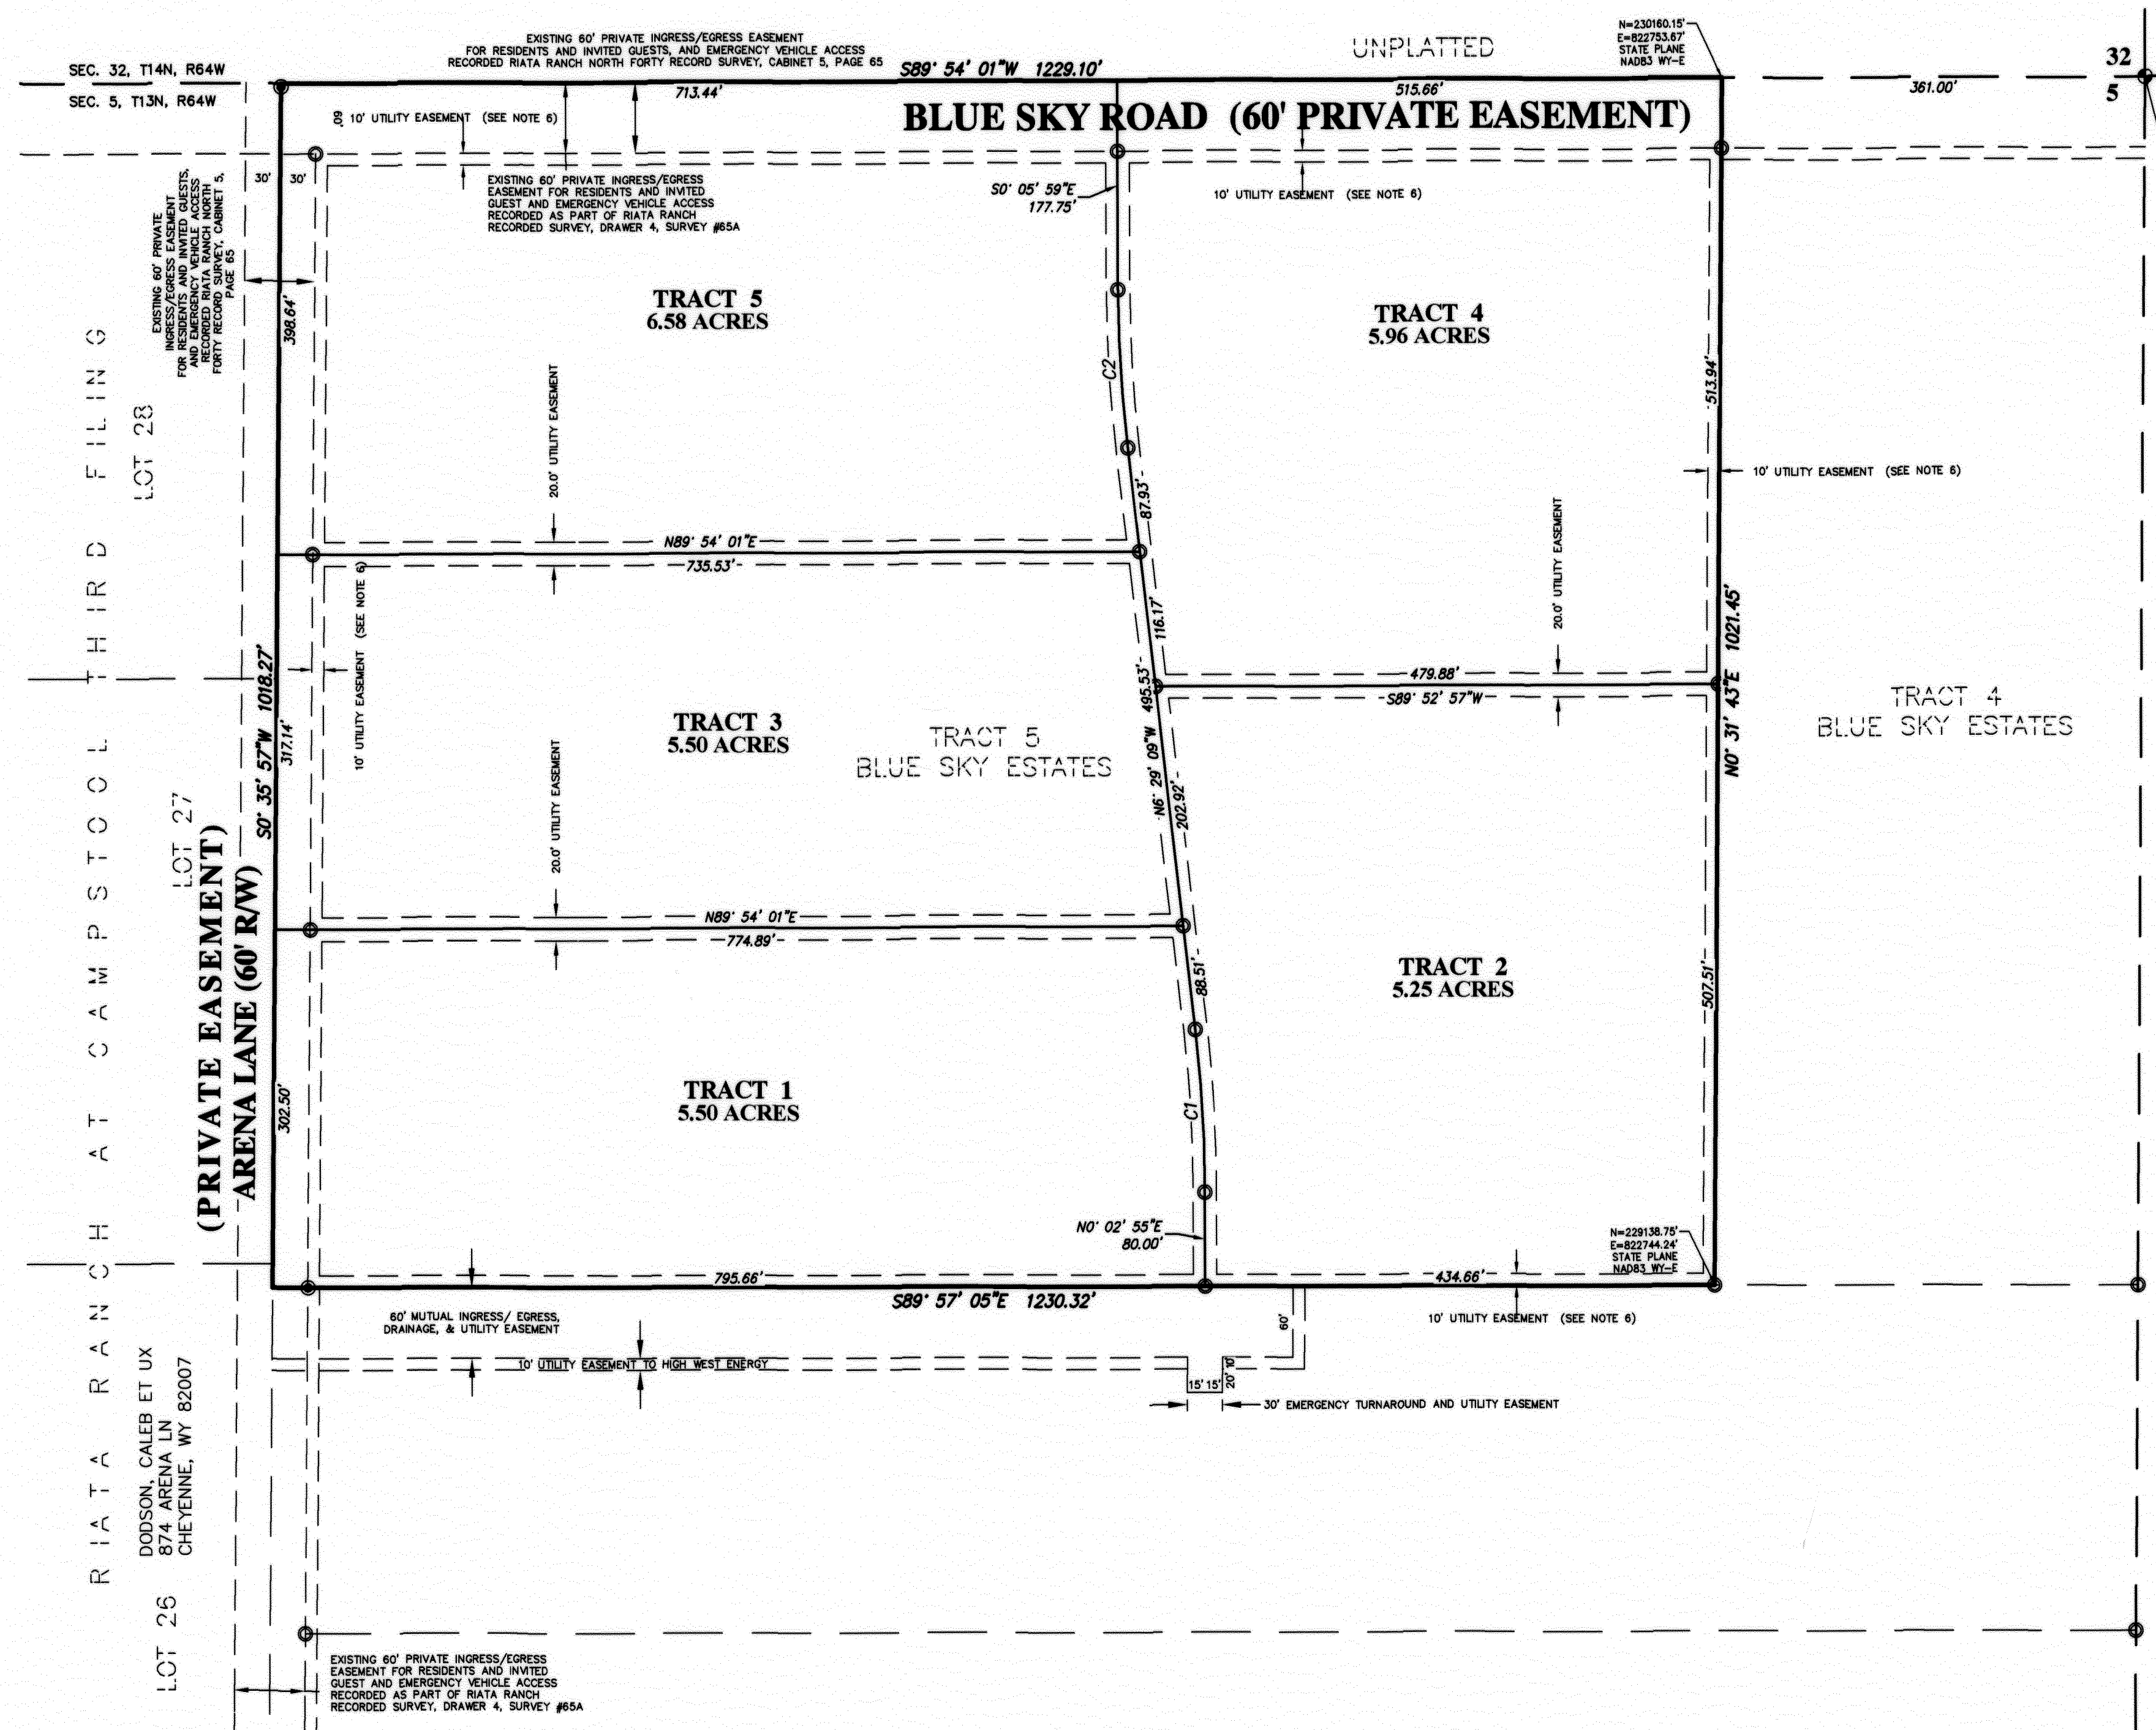 EXISTING 60' PRIVATE INGRESS/EGRESS EASEMENT
FOR RESIDENTS AND INVITED GUESTS, AND EMERGENCY VEHICLE ACCESS
RECORDED RIATA RANCH NORTH FORTY RECORD SURVEY, CABINET 5, PAGE 65
UNPLATTED
N=230160.15'
E=822753.67'
STATE PLANE
NAD83 WY-E
SEC. 32, T14N, R64W
SEC. 5, T13N, R64W
S89° 54' 01"W 1229.10'
713.44'
515.66'
361.00'
32
5
BLUE SKY ROAD (60' PRIVATE EASEMENT)
60'
10' UTILITY EASEMENT (SEE NOTE 6)
30'
30'
EXISTING 60' PRIVATE INGRESS/EGRESS
EASEMENT FOR RESIDENTS AND INVITED
GUEST AND EMERGENCY VEHICLE ACCESS
RECORDED AS PART OF RIATA RANCH
RECORDED SURVEY, DRAWER 4, SURVEY #65A
S0° 05' 59"E
177.75'
10' UTILITY EASEMENT (SEE NOTE 6)
EXISTING 60' PRIVATE
INGRESS/EGRESS EASEMENT
FOR RESIDENTS AND INVITED GUESTS,
AND EMERGENCY VEHICLE ACCESS
RECORDED RIATA RANCH NORTH
FORTY RECORD SURVEY, CABINET 5,
PAGE 65
398.64'
TRACT 5
6.58 ACRES
TRACT 4
5.96 ACRES
C2
513.94'
LOT 28
20.0' UTILITY EASEMENT
87.93'
10' UTILITY EASEMENT (SEE NOTE 6)
20.0' UTILITY EASEMENT
N89° 54' 01"E
735.53'
10' UTILITY EASEMENT (SEE NOTE 6)
116.17'
479.88'
S89° 52' 57"W
N0° 31' 43"E 1021.45'
S0° 35' 57"W 1018.27'
317.14'
TRACT 3
5.50 ACRES
TRACT 5
BLUE SKY ESTATES
N6° 29' 09"W 495.53'
202.92'
TRACT 4
BLUE SKY ESTATES
20.0' UTILITY EASEMENT
LOT 27
(PRIVATE EASEMENT)
ARENA LANE (60' R/W)
N89° 54' 01"E
774.89'
88.51'
TRACT 2
5.25 ACRES
507.51'
302.50'
TRACT 1
5.50 ACRES
C1
N0° 02' 55"E
80.00'
N=229138.75'
E=822744.24'
STATE PLANE
NAD83 WY-E
795.66'
434.66'
S89° 57' 05"E 1230.32'
60' MUTUAL INGRESS/ EGRESS,
DRAINAGE, & UTILITY EASEMENT
60'
10' UTILITY EASEMENT (SEE NOTE 6)
10' UTILITY EASEMENT TO HIGH WEST ENERGY
15' 15'
20' 10'
30' EMERGENCY TURNAROUND AND UTILITY EASEMENT
RIATA RANCH AT CAMPSTOOL THIRD FILING
DODSON, CALEB ET UX
874 ARENA LN
CHEYENNE, WY 82007
LOT 26
EXISTING 60' PRIVATE INGRESS/EGRESS
EASEMENT FOR RESIDENTS AND INVITED
GUEST AND EMERGENCY VEHICLE ACCESS
RECORDED AS PART OF RIATA RANCH
RECORDED SURVEY, DRAWER 4, SURVEY #65A